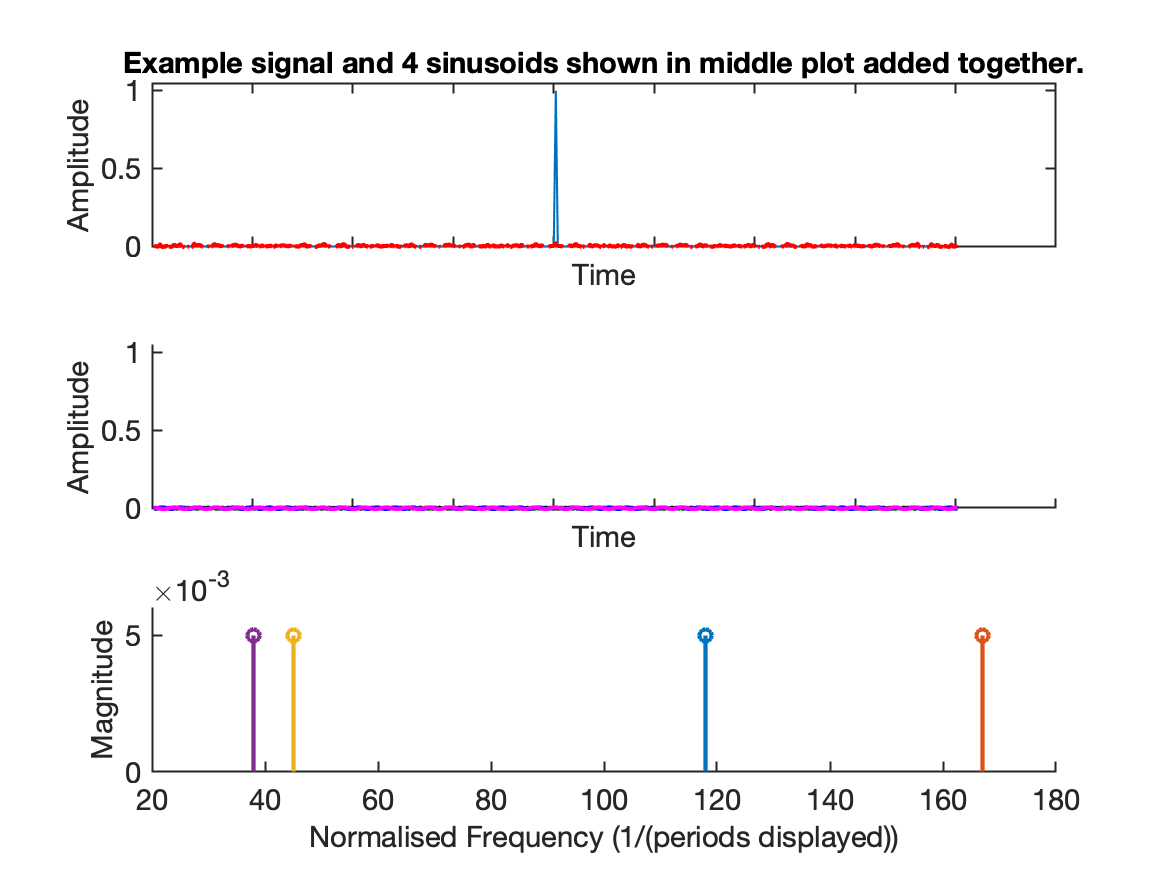 Example signal and 4 sinusoids shown in middle plot added together.
1
0.5
0
Amplitude
Time
1
0.5
0
Amplitude
Time
×10-3
5
0
Magnitude
20 40 60 80 100 120 140 160 180
Normalised Frequency (1/(periods displayed))